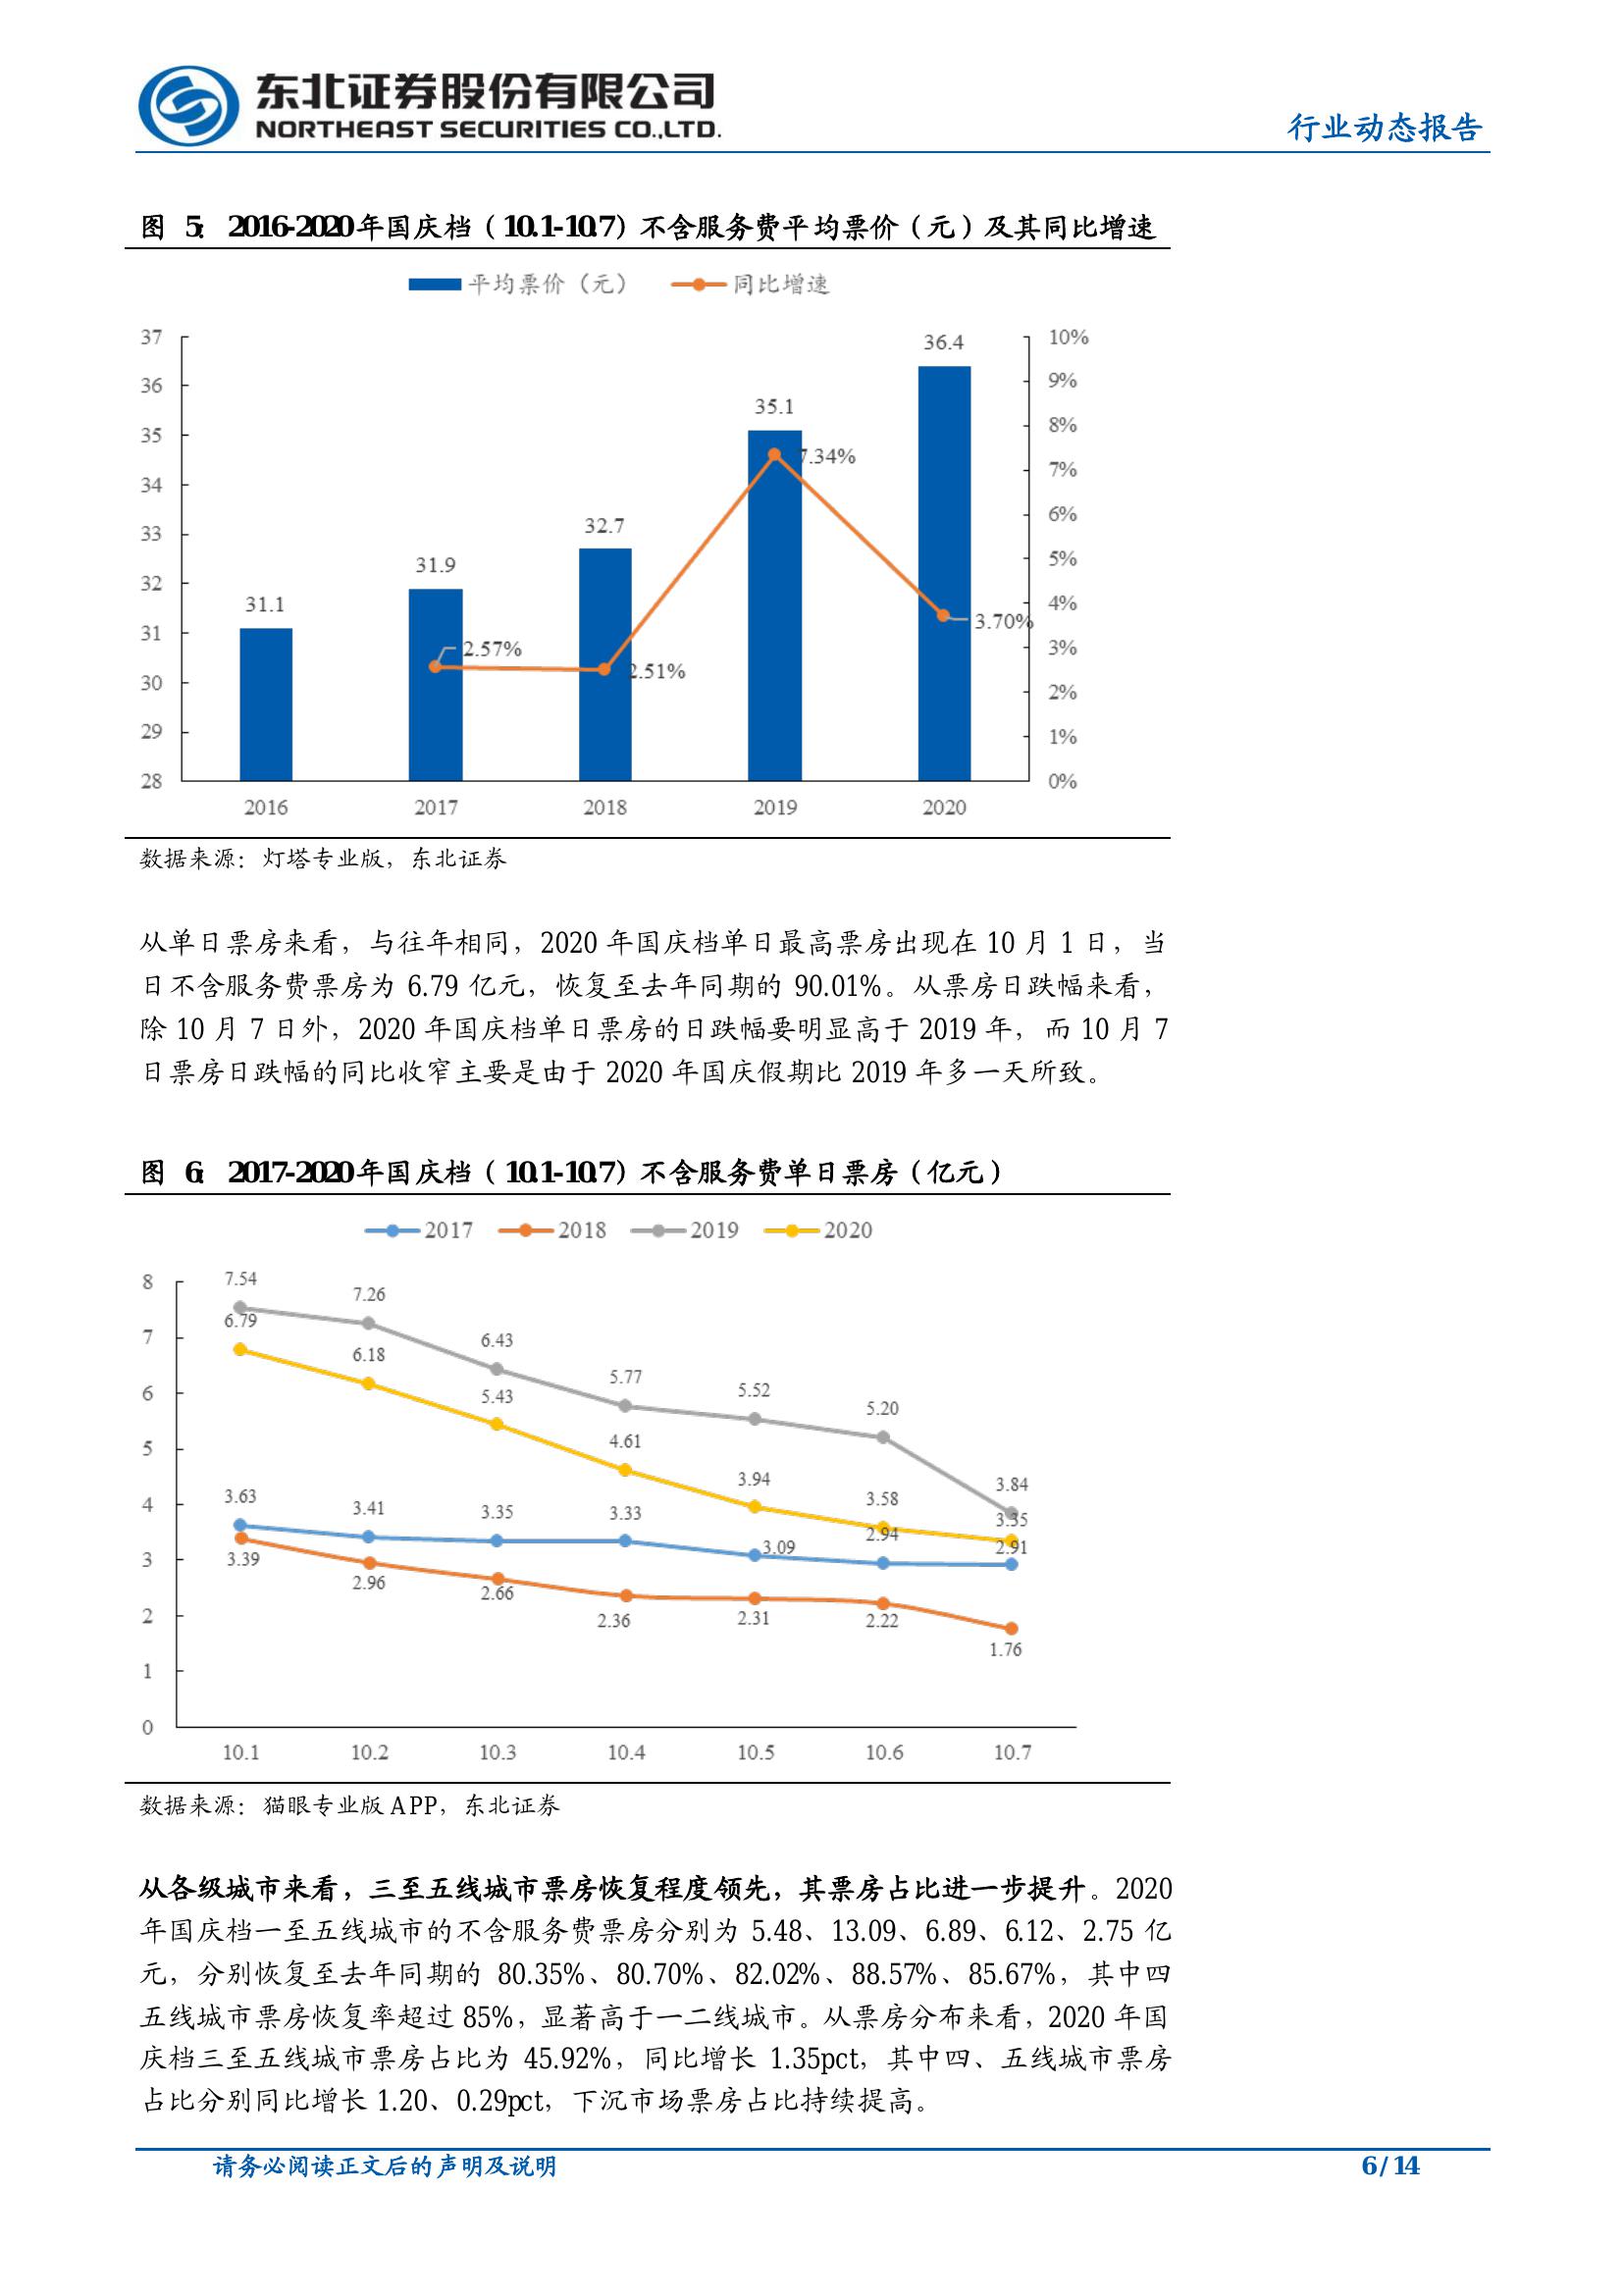 东北证券股份有限公司
NORTHEAST SECURITIES CO.,LTD.
行业动态报告
图 5: 2016-2020年国庆档（10.1-10.7）不含服务费平均票价（元）及其同比增速
平均票价（元） 同比增速
37
36
35
34
33
32
31
30
29
28
10%
9%
8%
7%
6%
5%
4%
3%
2%
1%
0%
31.1
31.9
32.7
35.1
36.4
2.57%
2.51%
7.34%
3.70%
2016 2017 2018 2019 2020
数据来源：灯塔专业版，东北证券
从单日票房来看，与往年相同，2020 年国庆档单日最高票房出现在 10 月 1 日，当
日不含服务费票房为 6.79 亿元，恢复至去年同期的 90.01%。从票房日跌幅来看，
除 10 月 7 日外，2020 年国庆档单日票房的日跌幅要明显高于 2019 年，而 10 月 7
日票房日跌幅的同比收窄主要是由于 2020 年国庆假期比 2019 年多一天所致。
图 6: 2017-2020年国庆档（10.1-10.7）不含服务费单日票房（亿元）
2017 2018 2019 2020
8
7
6
5
4
3
2
1
0
7.54 7.26 6.43 5.77 5.52 5.20 3.84
6.79 6.18 5.43 4.61 3.94 3.58 3.35
3.63 3.41 3.35 3.33 3.09 2.94 2.91
3.39 2.96 2.66 2.36 2.31 2.22 1.76
10.1 10.2 10.3 10.4 10.5 10.6 10.7
数据来源：猫眼专业版 APP，东北证券
从各级城市来看，三至五线城市票房恢复程度领先，其票房占比进一步提升。2020
年国庆档一至五线城市的不含服务费票房分别为 5.48、13.09、6.89、6.12、2.75 亿
元，分别恢复至去年同期的 80.35%、80.70%、82.02%、88.57%、85.67%，其中四
五线城市票房恢复率超过 85%，显著高于一二线城市。从票房分布来看，2020 年国
庆档三至五线城市票房占比为 45.92%，同比增长 1.35pct，其中四、五线城市票房
占比分别同比增长 1.20、0.29pct，下沉市场票房占比持续提高。
请务必阅读正文后的声明及说明
6 / 14